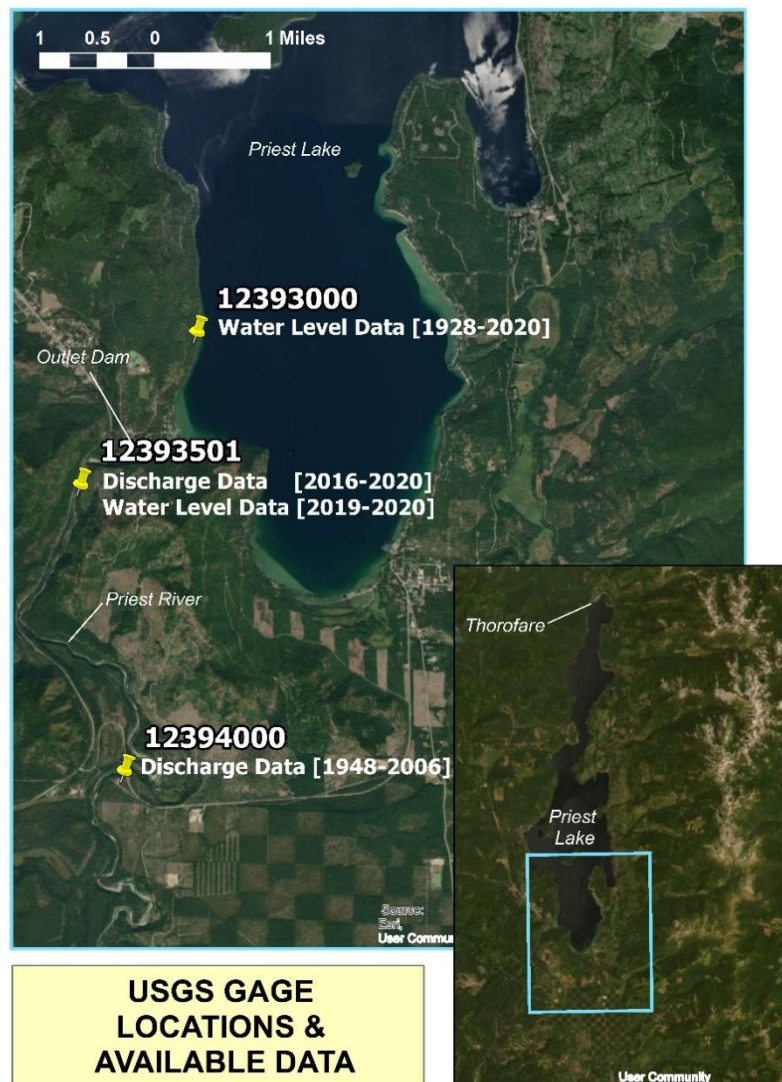 1 0.5 0 1 Miles
Priest Lake
12393000
Water Level Data [1928-2020]
Outlet Dam
12393501
Discharge Data [2016-2020]
Water Level Data [2019-2020]
Priest River
12394000
Discharge Data [1948-2006]
Source:
Esri,
User Commu
Thorofare
Priest
Lake
User Community
USGS GAGE
LOCATIONS &
AVAILABLE DATA